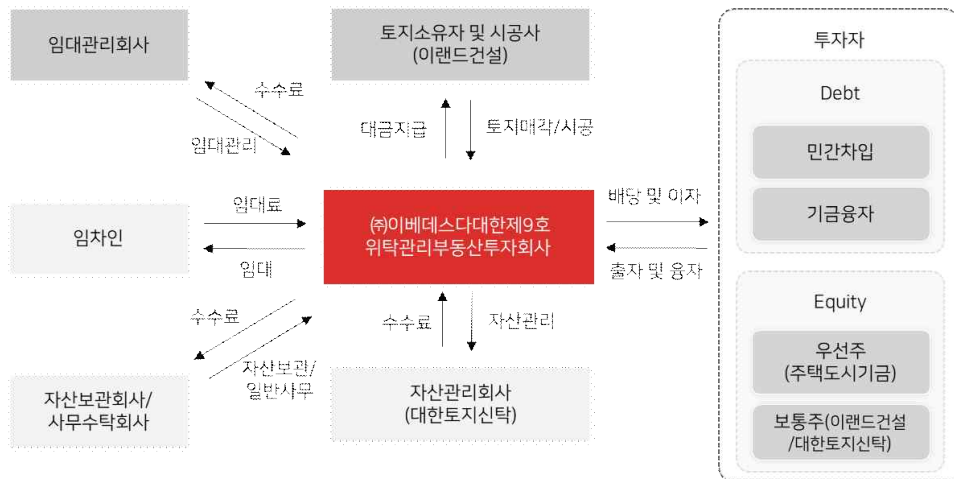 임대관리회사
토지소유자 및 시공사
(이랜드건설)
투자자
수수료
임대관리
대금지급
토지매각/시공
Debt
민간차입
기금융자
임차인
임대료
임대
㈜이베데스다대한제9호
위탁관리부동산투자회사
배당 및 이자
출자 및 융자
수수료
자산보관/
일반사무
수수료
자산관리
Equity
우선주
(주택도시기금)
보통주(이랜드건설
/대한토지신탁)
자산보관회사/
사무수탁회사
자산관리회사
(대한토지신탁)